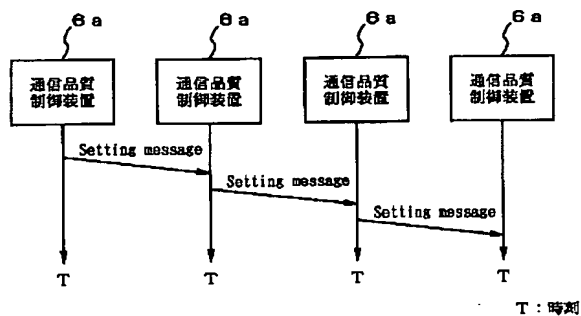 6a 6a 6a 6a
通信品質 通信品質 通信品質 通信品質
制御装置 制御装置 制御装置 制御装置
Setting message
Setting message
Setting message
T T T T
T：時刻